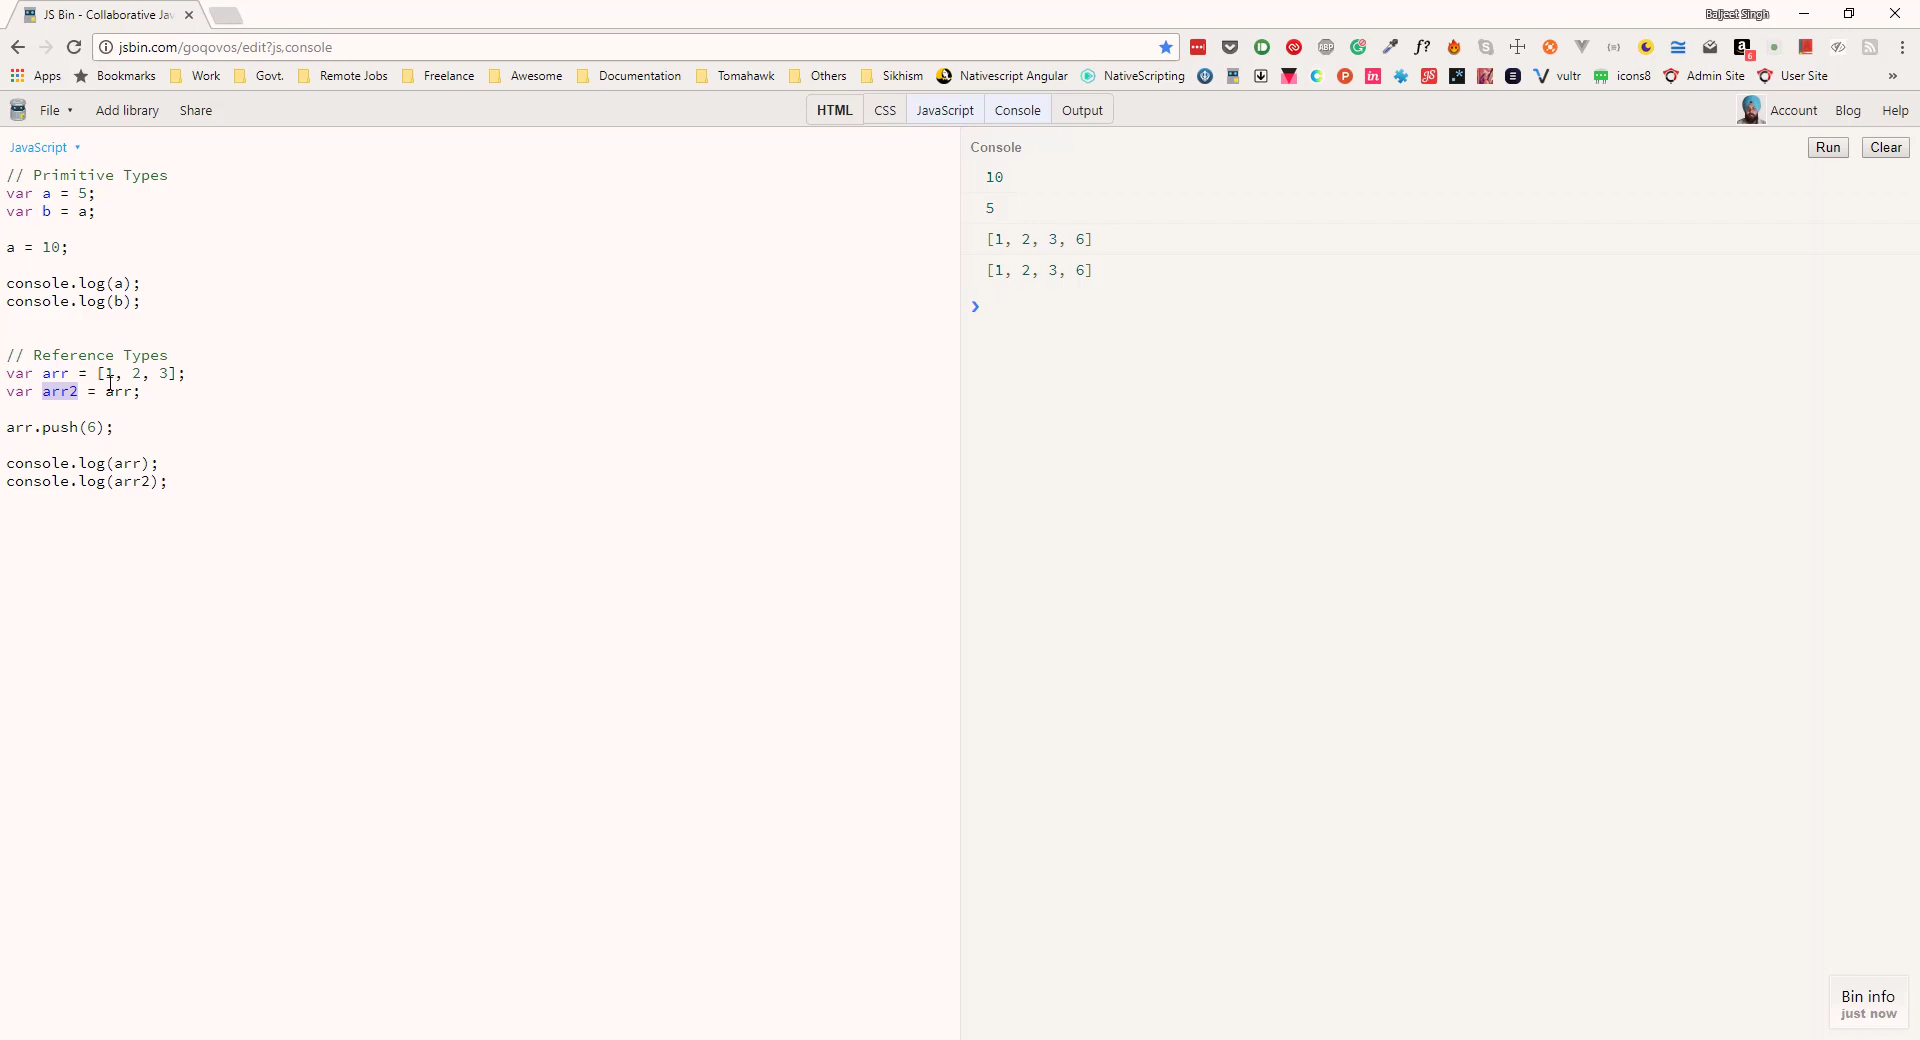 JS Bin - Collaborative Jav
Baljeet Singh
jsbin.com/goqovos/edit?js,console
Apps Bookmarks Work Govt. Remote Jobs Freelance Awesome Documentation Tomahawk Others Sikhism Nativescript Angular NativeScripting vultr icons8 Admin Site User Site »
File Add library Share HTML CSS JavaScript Console Output Account Blog Help
JavaScript
// Primitive Types
var a = 5;
var b = a;
a = 10;
console.log(a);
console.log(b);
// Reference Types
var arr = [1, 2, 3];
var arr2 = arr;
arr.push(6);
console.log(arr);
console.log(arr2);
Console Run Clear
10
5
[1, 2, 3, 6]
[1, 2, 3, 6]
Bin info
just now